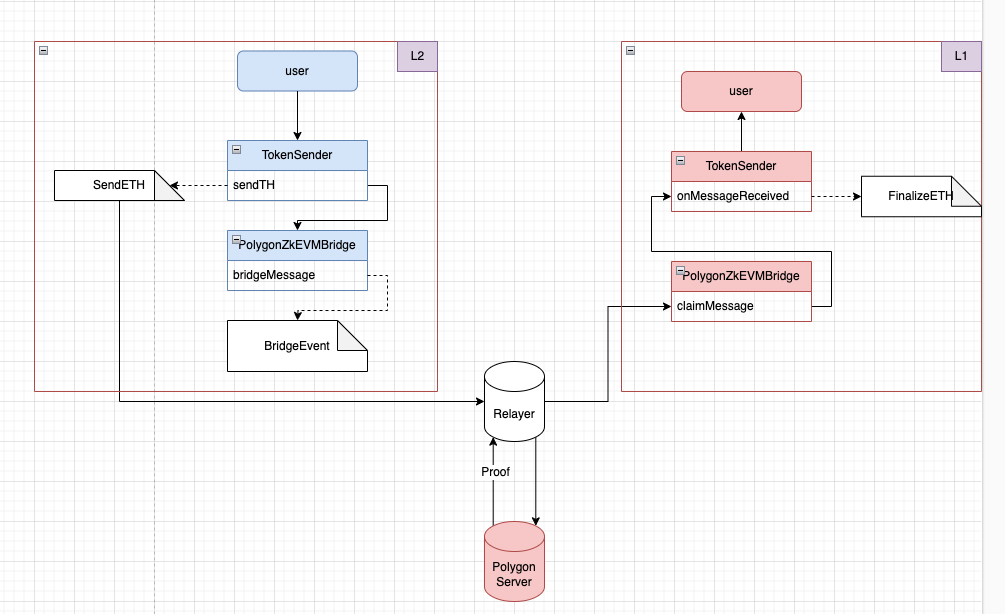 L2
user
TokenSender
sendTH
SendETH
PolygonZkEVMBridge
bridgeMessage
BridgeEvent
L1
user
TokenSender
onMessageReceived
FinalizeETH
PolygonZkEVMBridge
claimMessage
Relayer
Proof
Polygon
Server